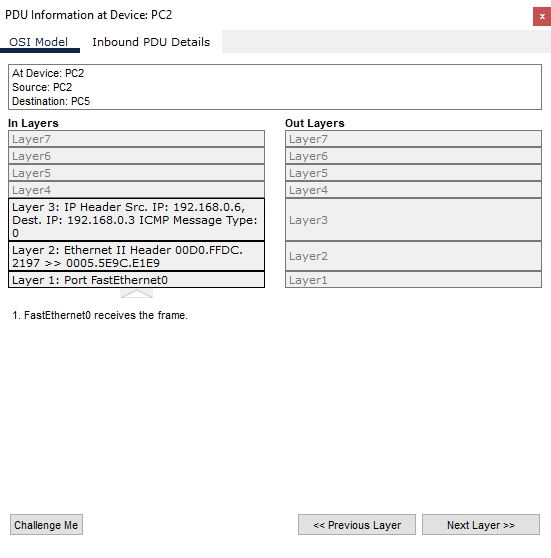 PDU Information at Device: PC2
x
OSI Model
Inbound PDU Details
At Device: PC2
Source: PC2
Destination: PC5
In Layers
Layer7
Layer6
Layer5
Layer4
Layer 3: IP Header Src. IP: 192.168.0.6,
Dest. IP: 192.168.0.3 ICMP Message Type:
0
Layer 2: Ethernet II Header 00D0.FFDC.
2197 >> 0005.5E9C.E1E9
Layer 1: Port FastEthernet0
Out Layers
Layer7
Layer6
Layer5
Layer4
Layer3
Layer2
Layer1
1. FastEthernet0 receives the frame.
Challenge Me
<< Previous Layer
Next Layer >>